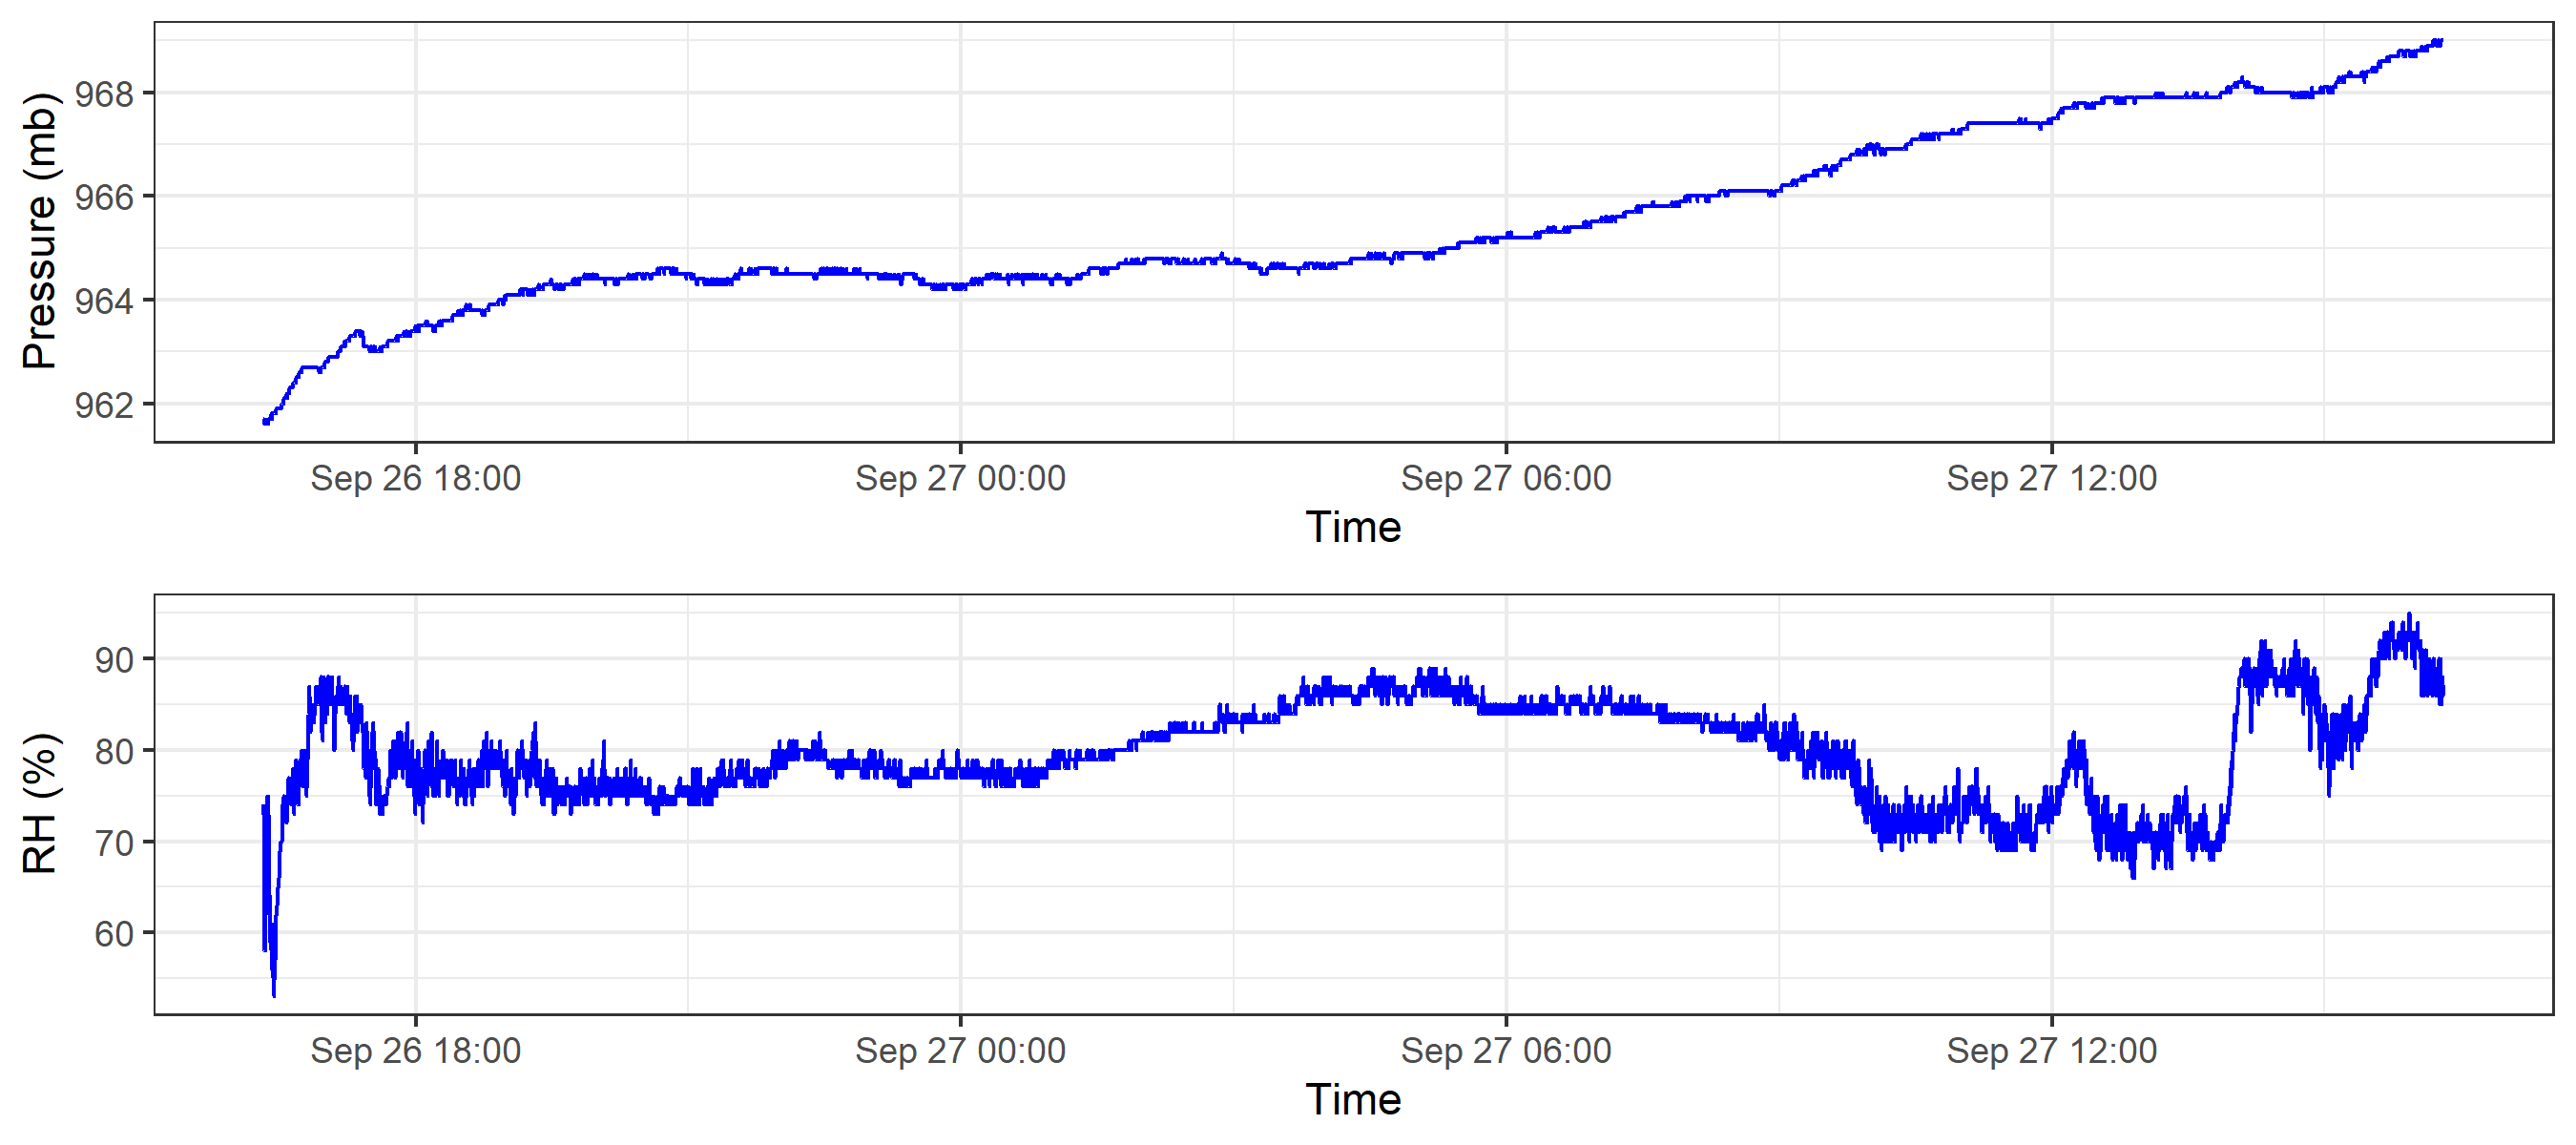 Pressure (mb)
968
966
964
962
Sep 26 18:00
Sep 27 00:00
Sep 27 06:00
Sep 27 12:00
Time
RH (%)
90
80
70
60
Sep 26 18:00
Sep 27 00:00
Sep 27 06:00
Sep 27 12:00
Time